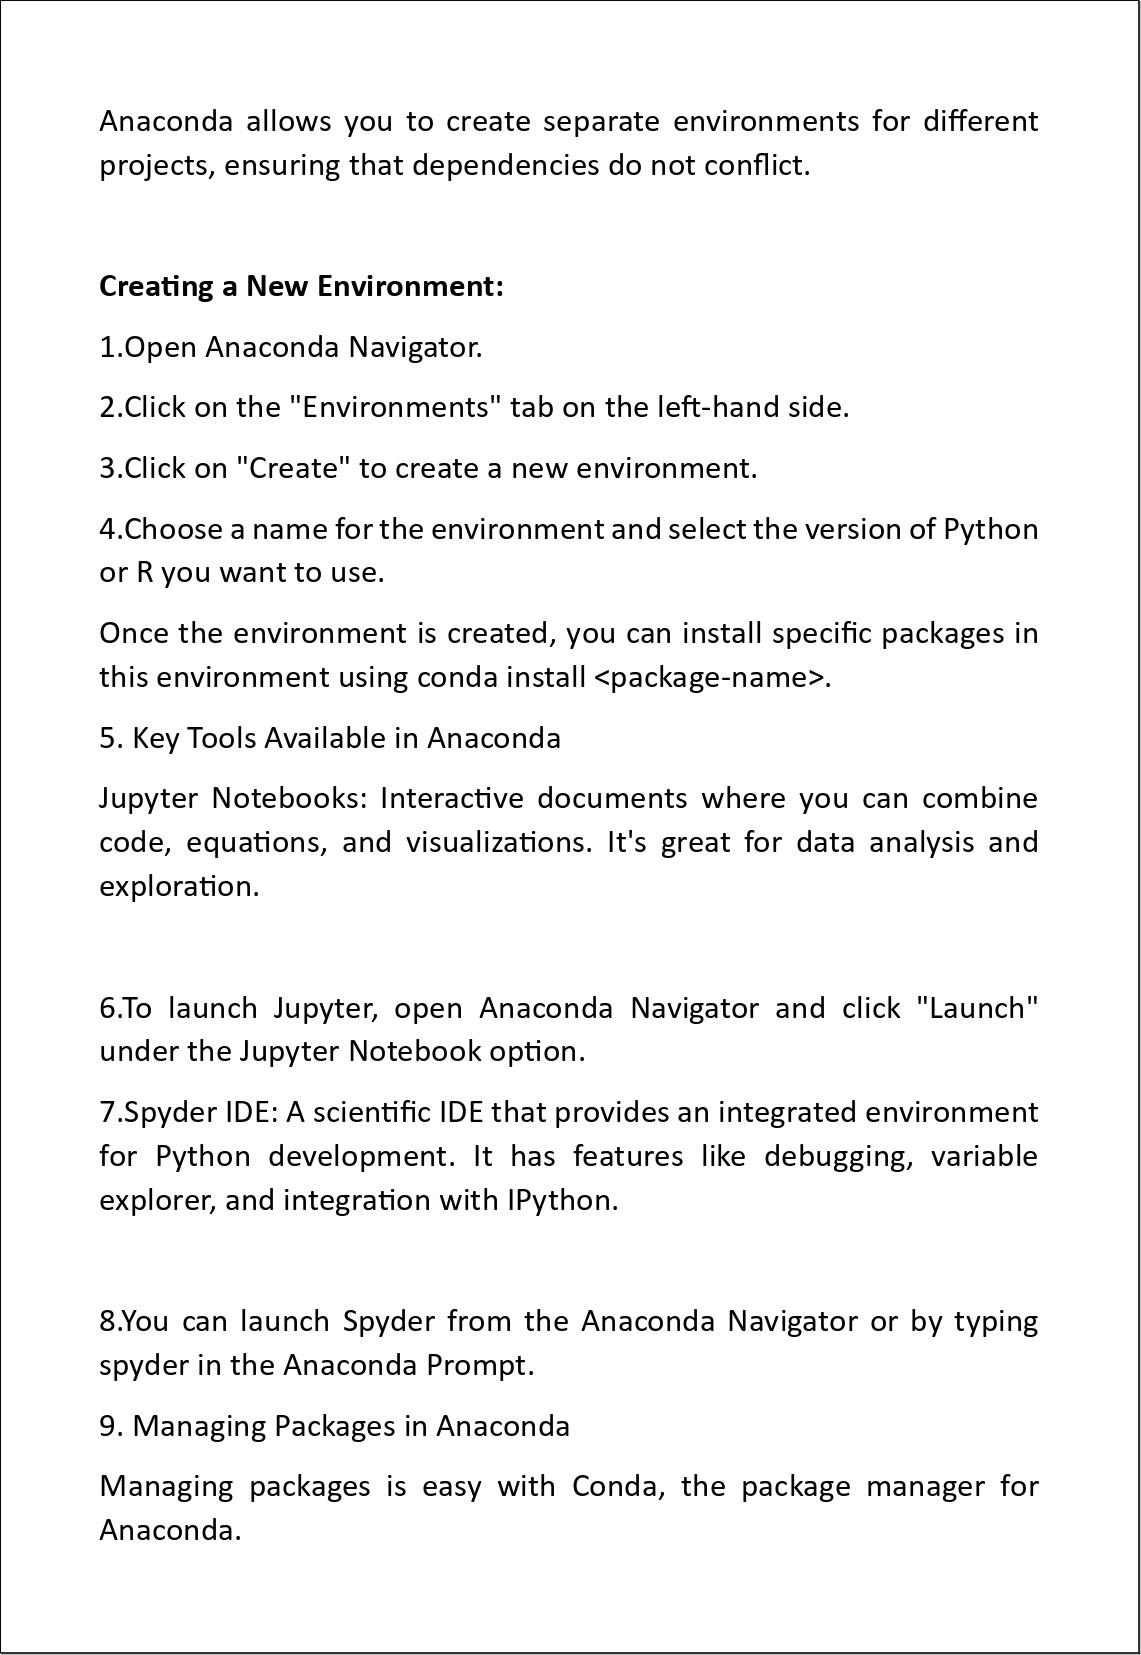 Anaconda allows you to create separate environments for different
projects, ensuring that dependencies do not conflict.
Creating a New Environment:
1.Open Anaconda Navigator.
2.Click on the "Environments" tab on the left-hand side.
3.Click on "Create" to create a new environment.
4.Choose a name for the environment and select the version of Python
or R you want to use.
Once the environment is created, you can install specific packages in
this environment using conda install <package-name>.
5. Key Tools Available in Anaconda
Jupyter Notebooks: Interactive documents where you can combine
code, equations, and visualizations. It's great for data analysis and
exploration.
6.To launch Jupyter, open Anaconda Navigator and click "Launch"
under the Jupyter Notebook option.
7.Spyder IDE: A scientific IDE that provides an integrated environment
for Python development. It has features like debugging, variable
explorer, and integration with IPython.
8.You can launch Spyder from the Anaconda Navigator or by typing
spyder in the Anaconda Prompt.
9. Managing Packages in Anaconda
Managing packages is easy with Conda, the package manager for
Anaconda.